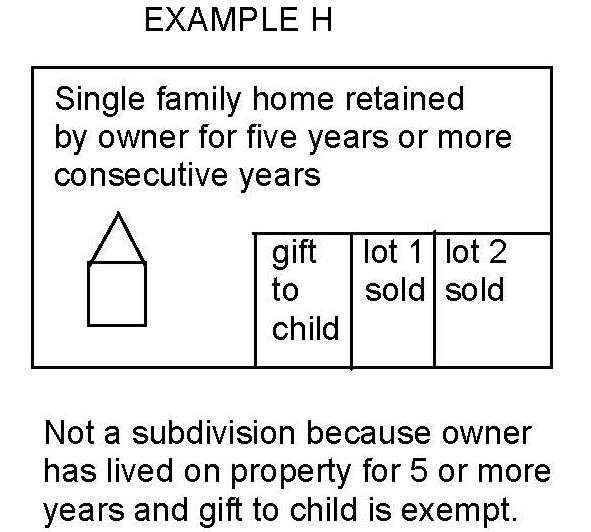 EXAMPLE H
Single family home retained
by owner for five years or more
consecutive years
gift
to
child
lot 1
sold
lot 2
sold
Not a subdivision because owner
has lived on property for 5 or more
years and gift to child is exempt.